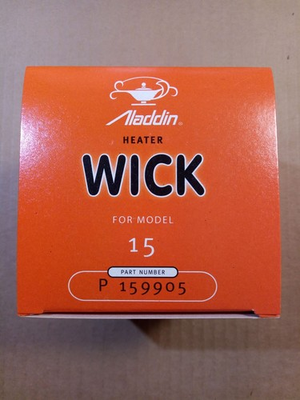 Aladdin®
HEATER
WICK
FOR MODEL
15
PART NUMBER
P 159905